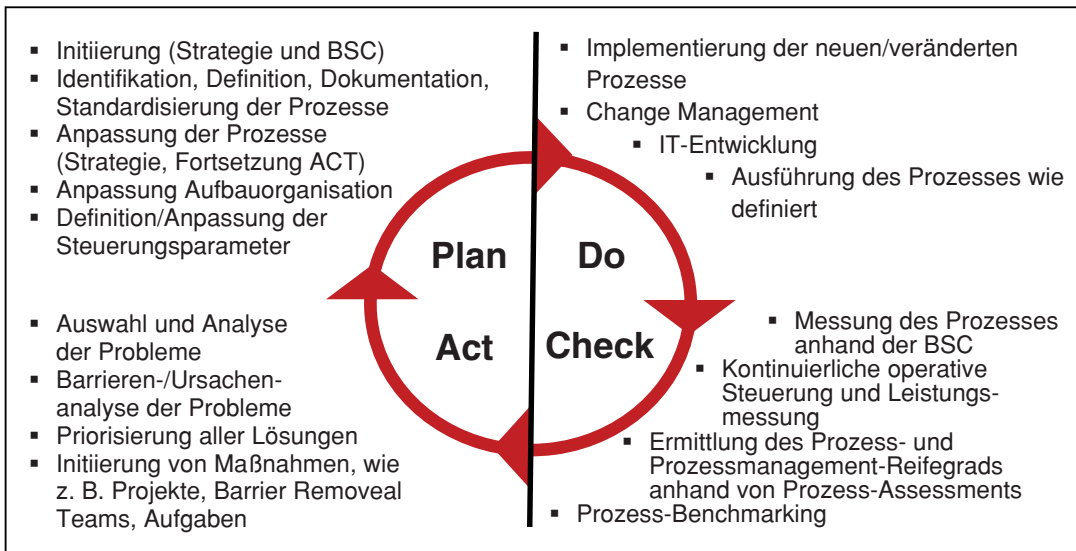 ▪ Initiierung (Strategie und BSC)
▪ Identifikation, Definition, Dokumentation,
Standardisierung der Prozesse
▪ Anpassung der Prozesse
(Strategie, Fortsetzung ACT)
▪ Anpassung Aufbauorganisation
▪ Definition/Anpassung der
Steuerungsparameter
▪ Implementierung der neuen/veränderten
Prozesse
▪ Change Management
▪ IT-Entwicklung
▪ Ausführung des Prozesses wie
definiert
Plan
Do
Act
Check
▪ Auswahl und Analyse
der Probleme
▪ Barrieren-/Ursachen-
analyse der Probleme
▪ Priorisierung aller Lösungen
▪ Initiierung von Maßnahmen, wie
z. B. Projekte, Barrier Removeal
Teams, Aufgaben
▪ Messung des Prozesses
anhand der BSC
▪ Kontinuierliche operative
Steuerung und Leistungs-
messung
▪ Ermittlung des Prozess- und
Prozessmanagement-Reifegrads
anhand von Prozess-Assessments
▪ Prozess-Benchmarking